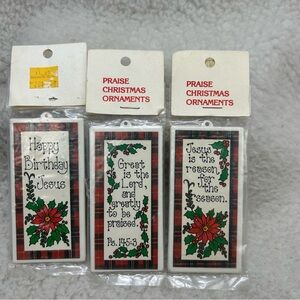 Happy
Birthday
Jesus
PRAISE
CHRISTMAS
ORNAMENTS
Great
is the
Lord,
and
greatly
to be
praised.
Ps. 145:3
PRAISE
CHRISTMAS
ORNAMENTS
Jesus
is the
reason
for
the
season.